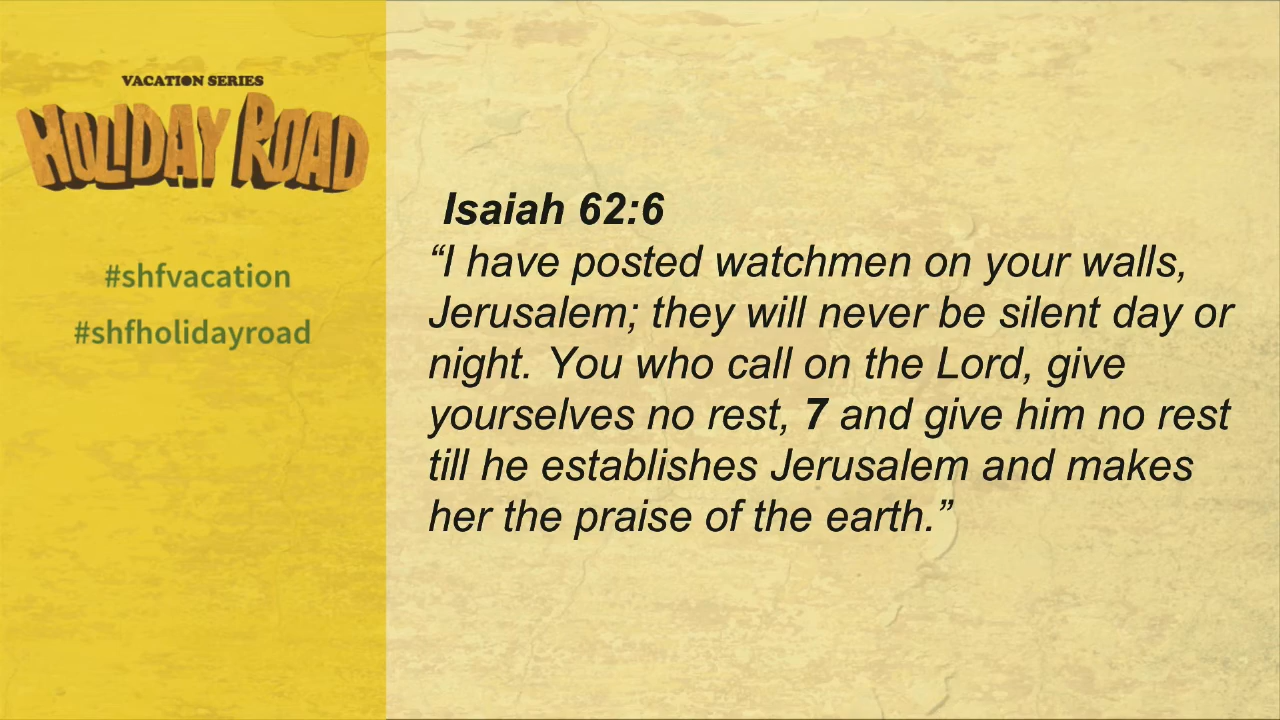 VACATION SERIES
HOLIDAY ROAD
#shfvacation
#shfholidayroad
Isaiah 62:6
“I have posted watchmen on your walls,
Jerusalem; they will never be silent day or
night. You who call on the Lord, give
yourselves no rest, 7 and give him no rest
till he establishes Jerusalem and makes
her the praise of the earth.”